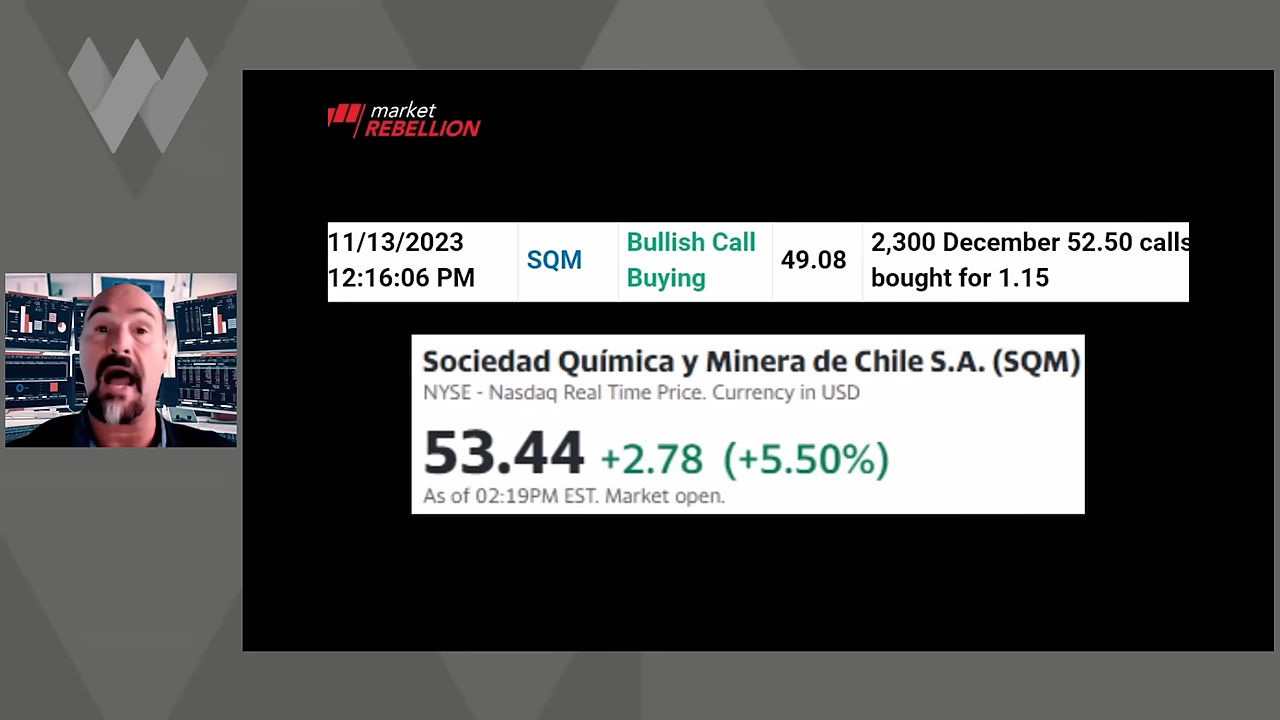 market
REBELLION
11/13/2023
12:16:06 PM
SQM
Bullish Call
Buying
49.08
2,300 December 52.50 calls
bought for 1.15
Sociedad Química y Minera de Chile S.A. (SQM)
NYSE - Nasdaq Real Time Price. Currency in USD
53.44 +2.78 (+5.50%)
As of 02:19PM EST. Market open.